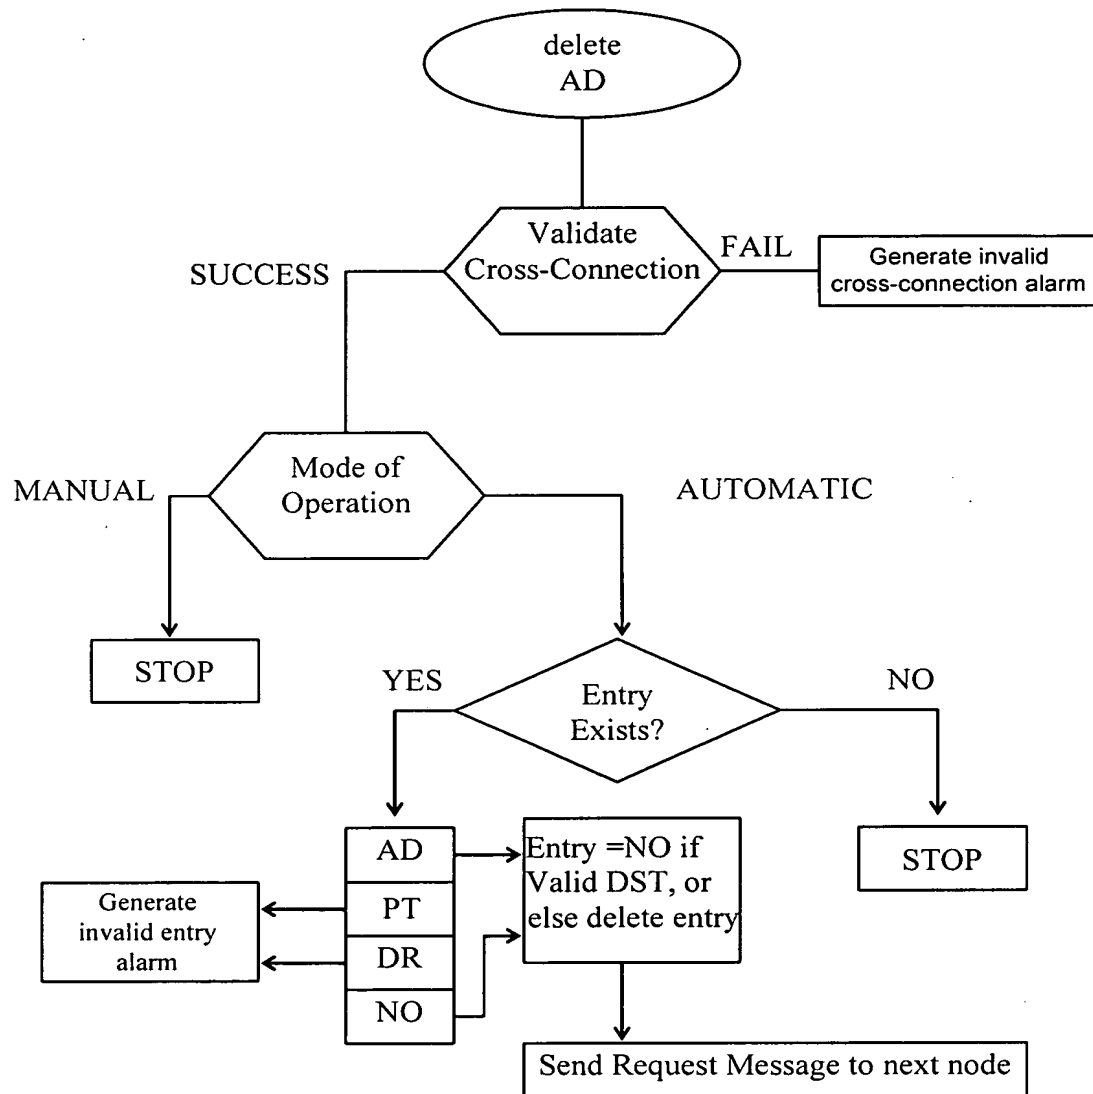 delete
AD
Validate
Cross-Connection
FAIL
Generate invalid
cross-connection alarm
SUCCESS
Mode of
Operation
MANUAL
AUTOMATIC
STOP
YES
Entry
Exists?
NO
AD
PT
DR
NO
Entry =NO if
Valid DST, or
else delete entry
STOP
Generate
invalid entry
alarm
Send Request Message to next node